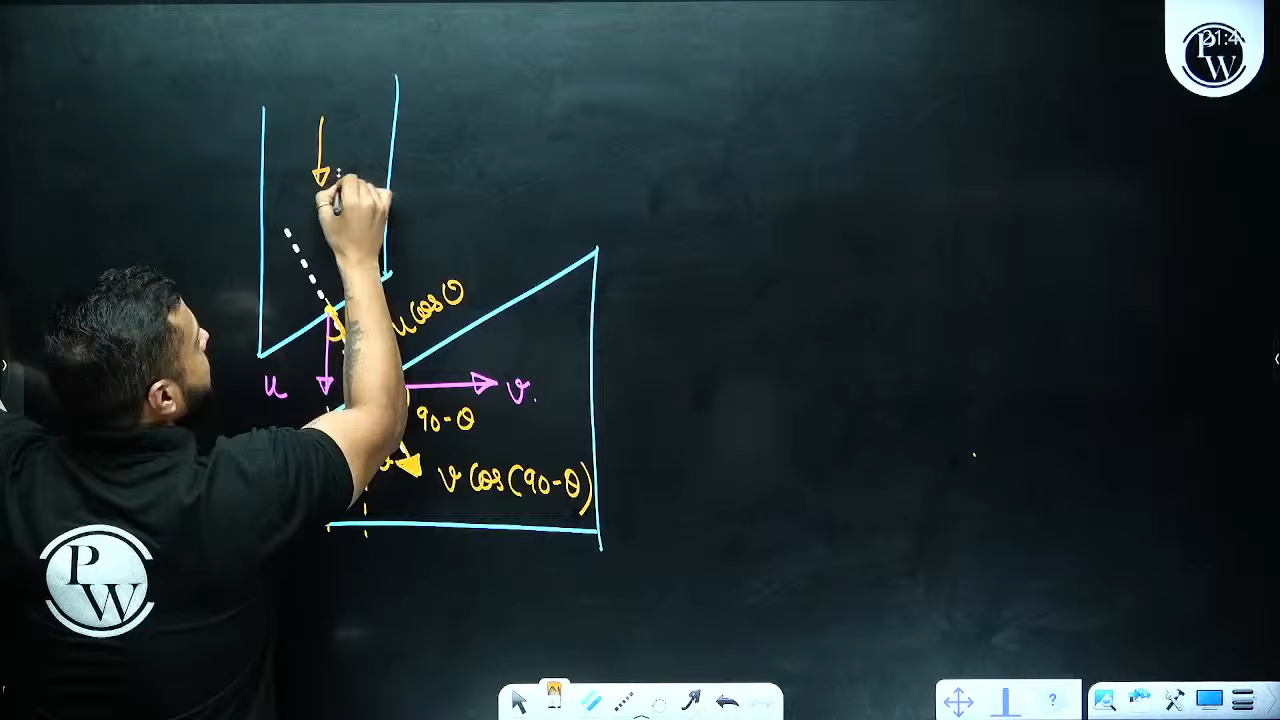 P
W
u cos θ
u
v.
90-θ
v cos(90-θ)
P
W
?